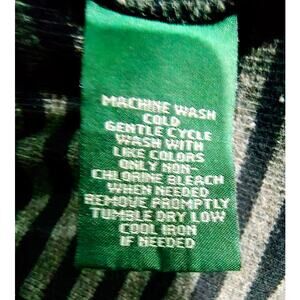 MACHINE WASH
COLD
GENTLE CYCLE
WASH WITH
LIKE COLORS
ONLY NON-
CHLORINE BLEACH
WHEN NEEDED
REMOVE PROMPTLY
TUMBLE DRY LOW
COOL IRON
IF NEEDED